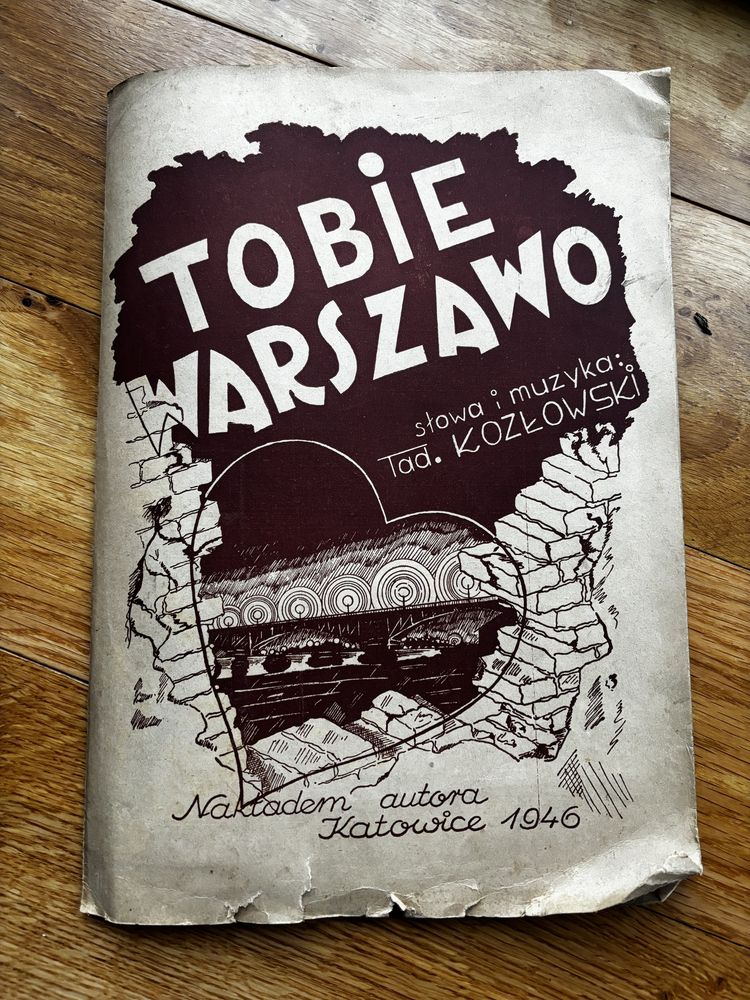 TOBiE
WARSZAWO
słowa i muzyka:
Tad. KOZŁOWSKi
Nakładem autora
Katowice 1946